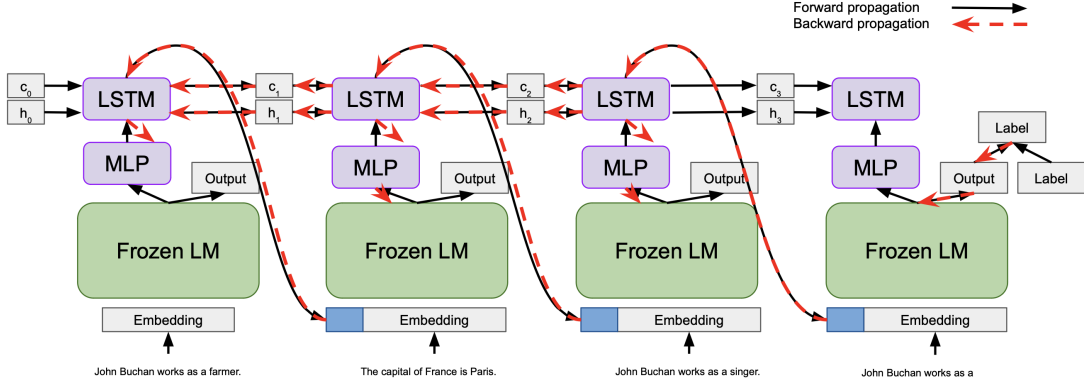 Forward propagation
Backward propagation
c0 LSTM c1 LSTM c2 LSTM c3 LSTM
h0 h1 h2 h3
Label
MLP MLP MLP MLP
Output Output Output Output Label
Frozen LM Frozen LM Frozen LM Frozen LM
Embedding Embedding Embedding Embedding
John Buchan works as a farmer. The capital of France is Paris. John Buchan works as a singer. John Buchan works as a